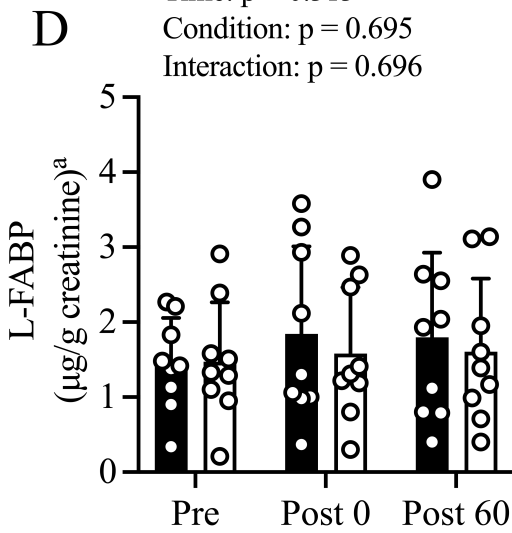 D
Condition: p = 0.695
Interaction: p = 0.696
L-FABP
(µg/g creatinine)ᵃ
5
4
3
2
1
0
Pre
Post 0
Post 60